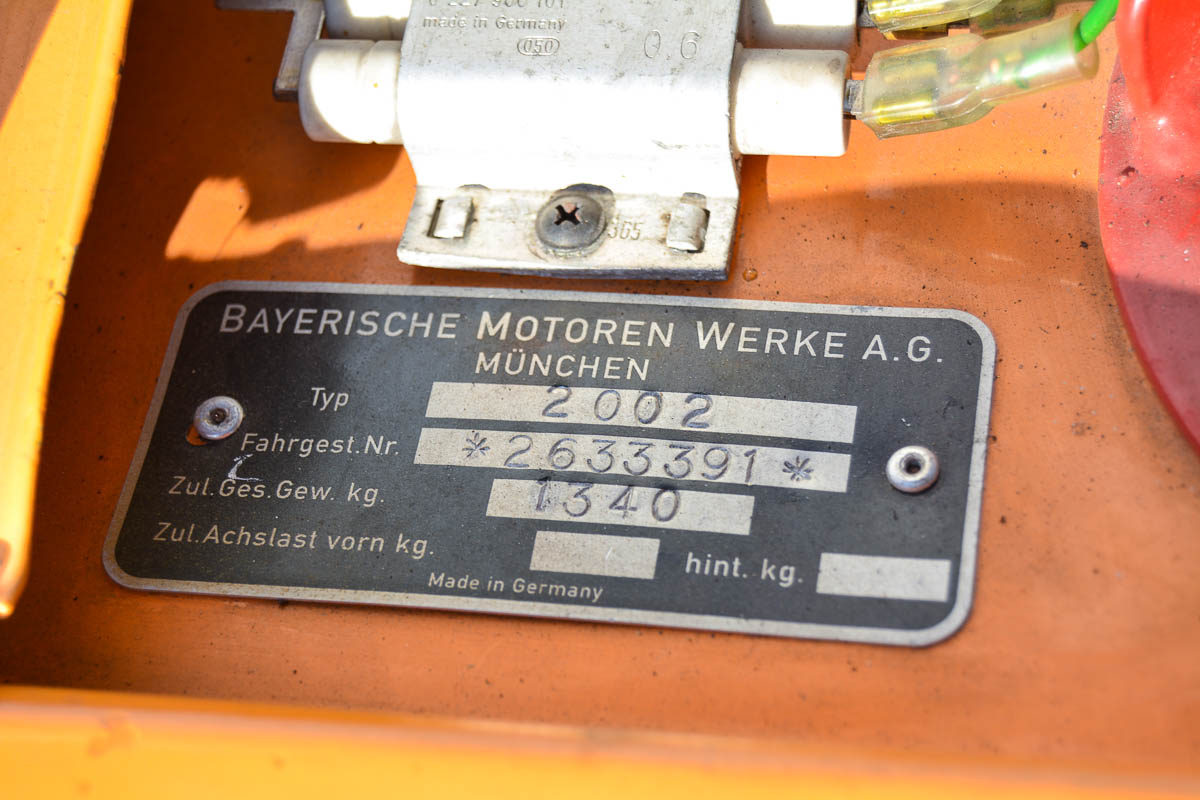 made in Germany
050
0.6
365
BAYERISCHE MOTOREN WERKE A.G.
MÜNCHEN
Typ 2002
Fahrgest.Nr. *2633391*
Zul.Ges.Gew. kg. 1340
Zul.Achslast vorn kg. hint. kg.
Made in Germany